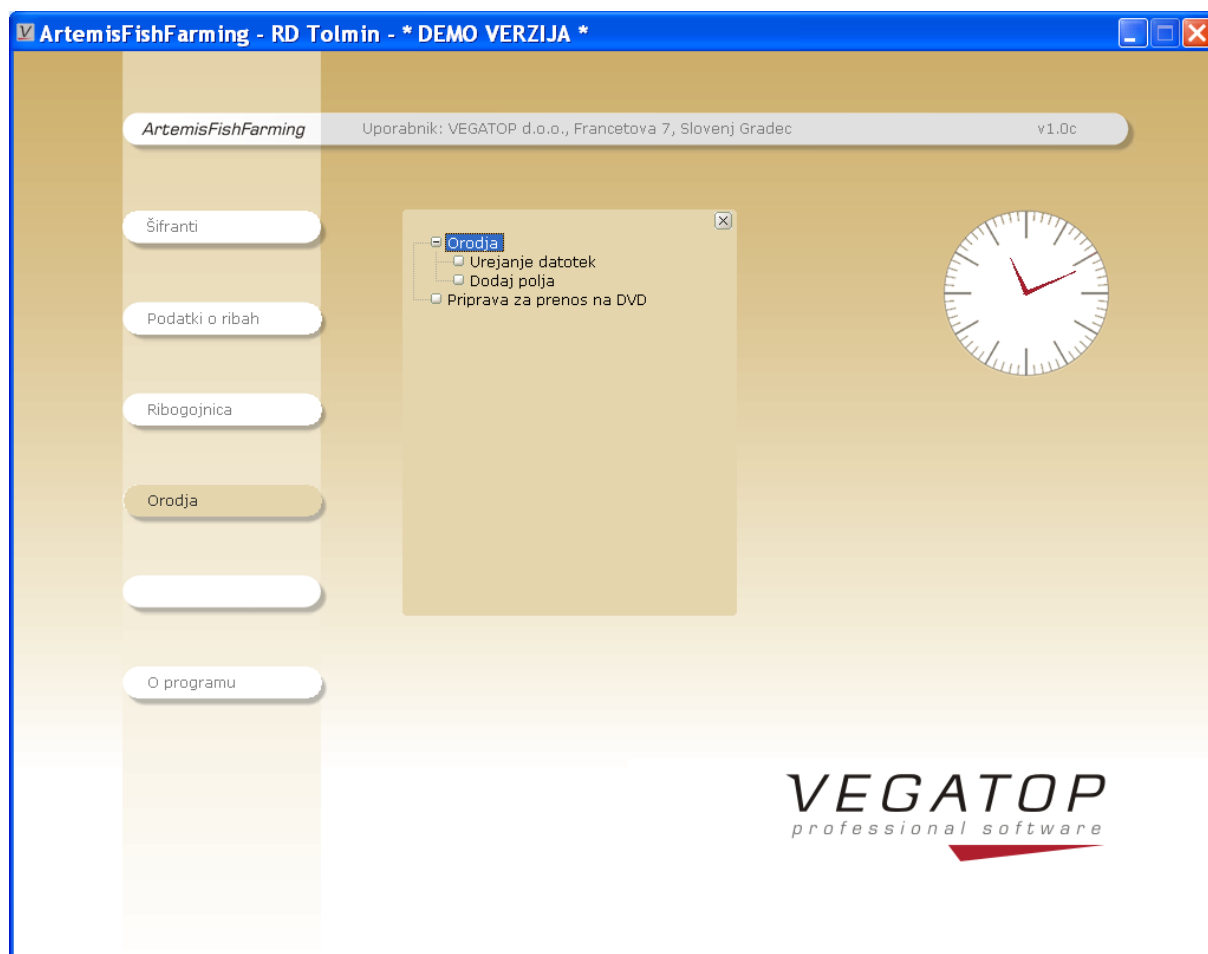 ArtemisFishFarming - RD Tolmin - * DEMO VERZIJA *
ArtemisFishFarming Uporabnik: VEGATOP d.o.o., Francetova 7, Slovenj Gradec v1.0c
Šifranti
Podatki o ribah
Ribogojnica
Orodja
O programu
Orodja
Urejanje datotek
Dodaj polja
Priprava za prenos na DVD
VEGATOP
professional software